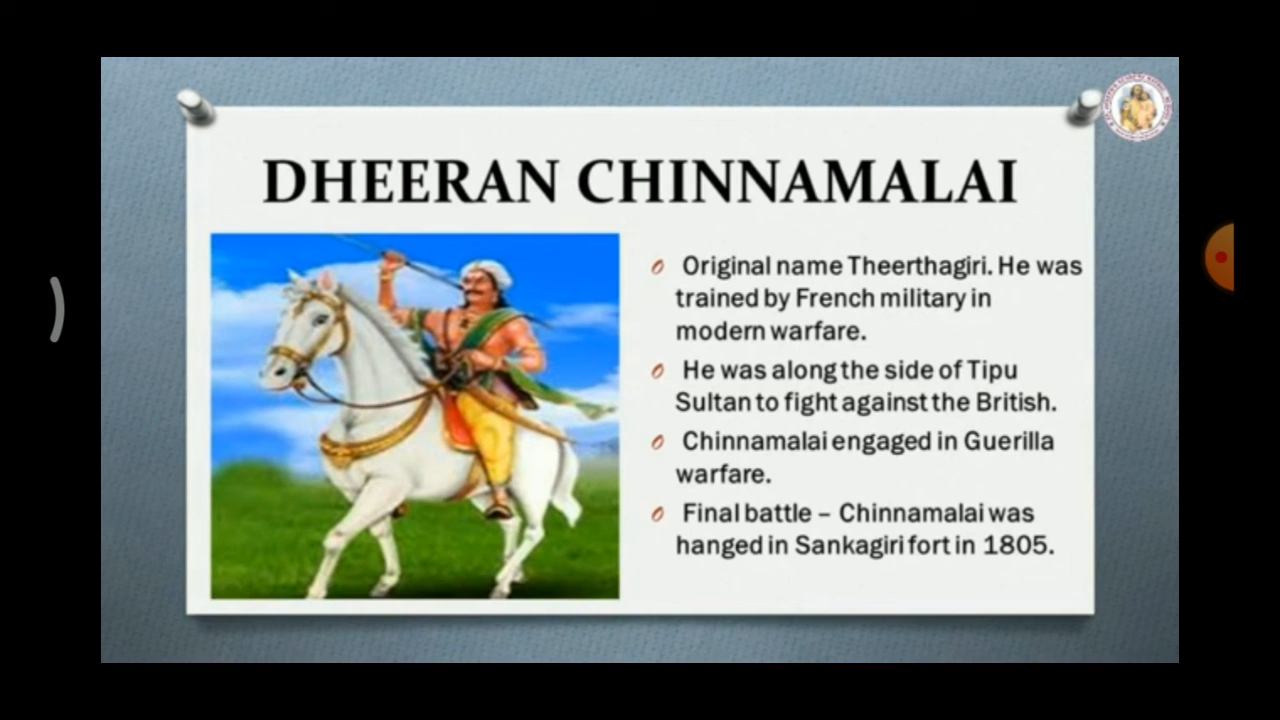 DHEERAN CHINNAMALAI
Original name Theerthagiri. He was
trained by French military in
modern warfare.
He was along the side of Tipu
Sultan to fight against the British.
Chinnamalai engaged in Guerilla
warfare.
Final battle – Chinnamalai was
hanged in Sankagiri fort in 1805.